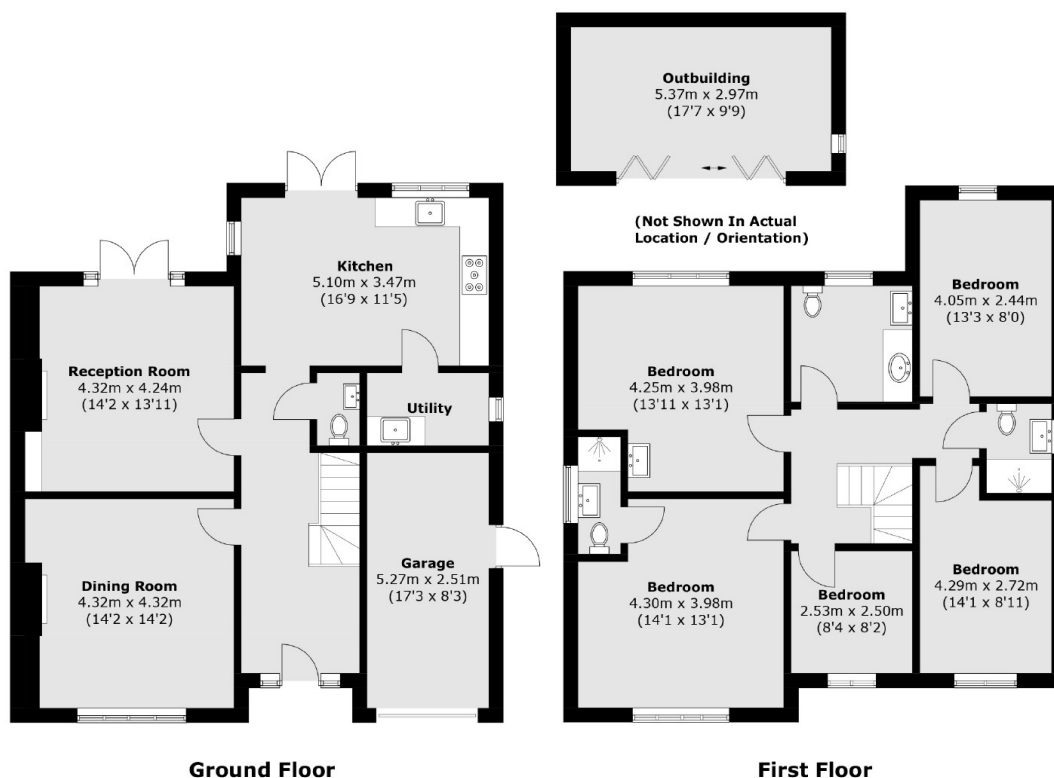 Outbuilding
5.37m x 2.97m
(17'7 x 9'9)
(Not Shown In Actual
Location / Orientation)
Kitchen
5.10m x 3.47m
(16'9 x 11'5)
Reception Room
4.32m x 4.24m
(14'2 x 13'11)
Utility
Dining Room
4.32m x 4.32m
(14'2 x 14'2)
Garage
5.27m x 2.51m
(17'3 x 8'3)
Bedroom
4.05m x 2.44m
(13'3 x 8'0)
Bedroom
4.25m x 3.98m
(13'11 x 13'1)
Bedroom
4.30m x 3.98m
(14'1 x 13'1)
Bedroom
2.53m x 2.50m
(8'4 x 8'2)
Bedroom
4.29m x 2.72m
(14'1 x 8'11)
Ground Floor
First Floor